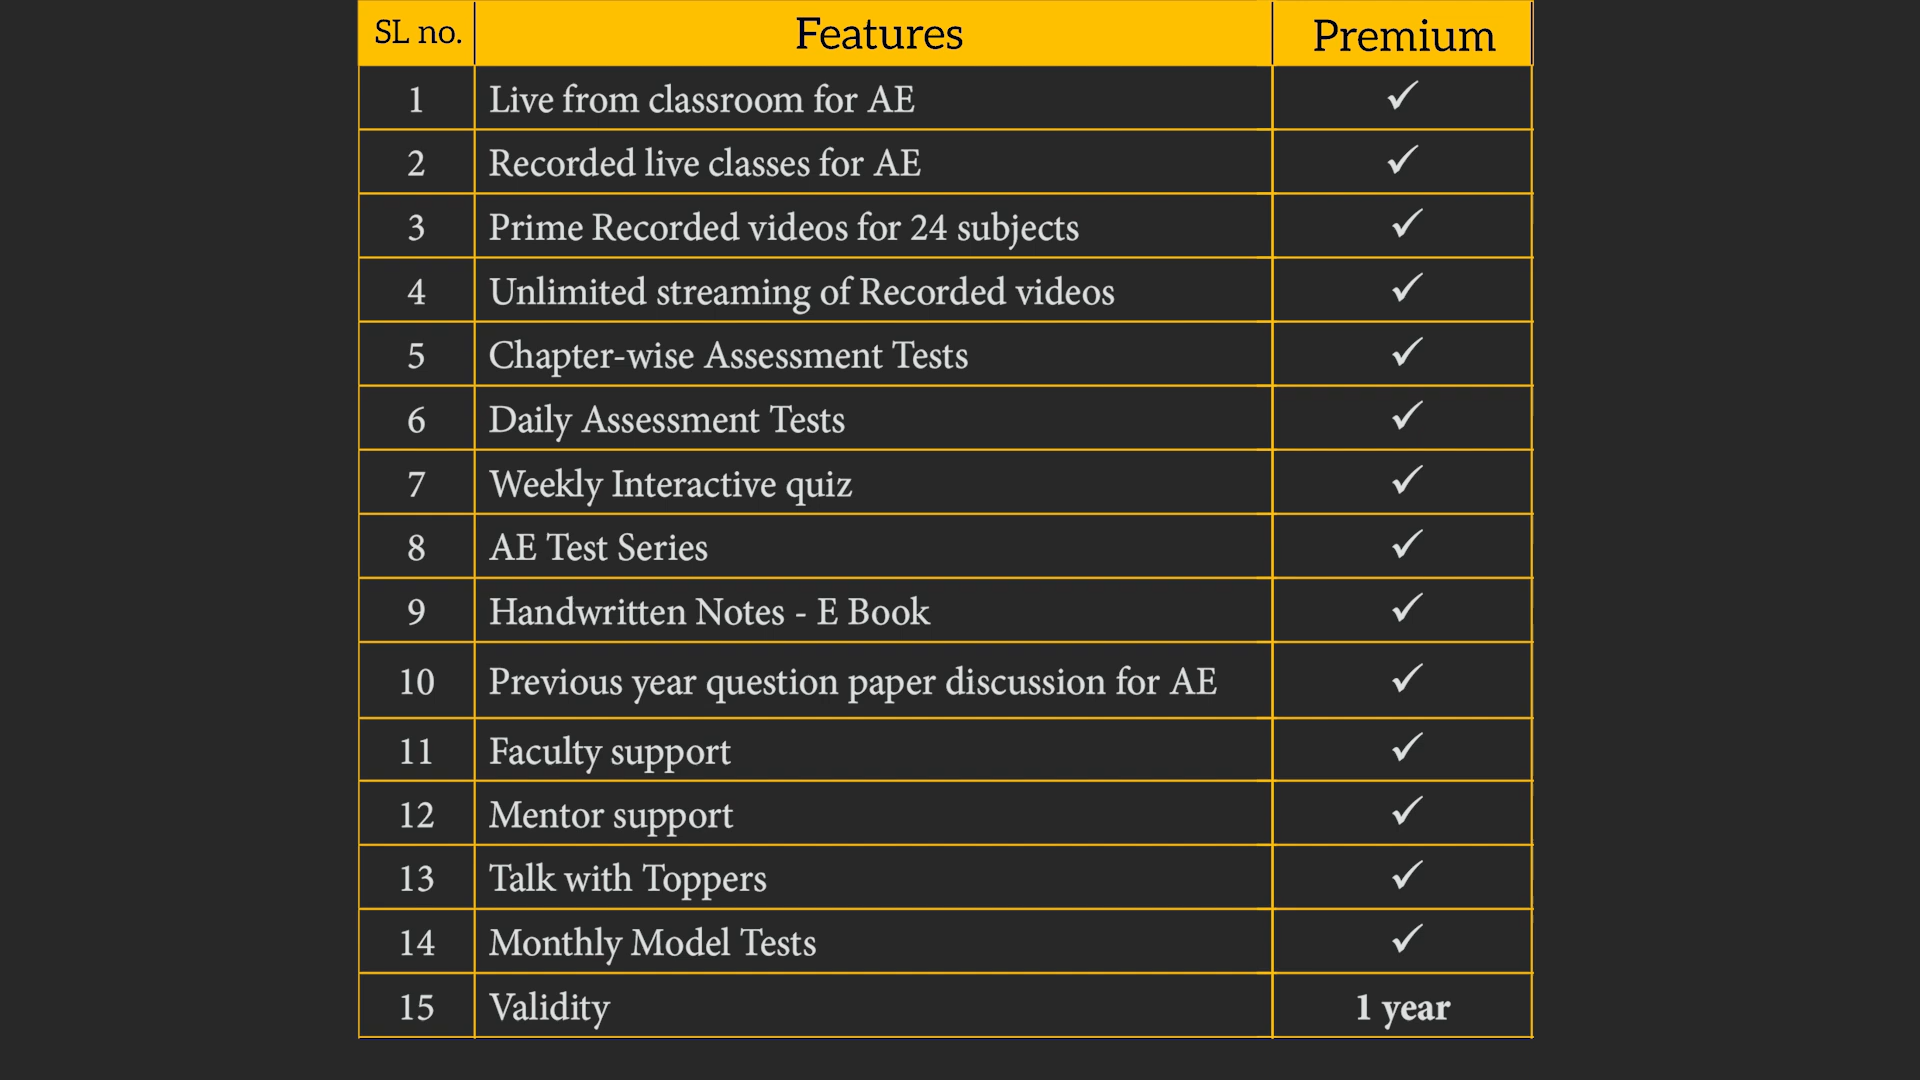 SL no. Features Premium
1 Live from classroom for AE ✓
2 Recorded live classes for AE ✓
3 Prime Recorded videos for 24 subjects ✓
4 Unlimited streaming of Recorded videos ✓
5 Chapter-wise Assessment Tests ✓
6 Daily Assessment Tests ✓
7 Weekly Interactive quiz ✓
8 AE Test Series ✓
9 Handwritten Notes - E Book ✓
10 Previous year question paper discussion for AE ✓
11 Faculty support ✓
12 Mentor support ✓
13 Talk with Toppers ✓
14 Monthly Model Tests ✓
15 Validity 1 year